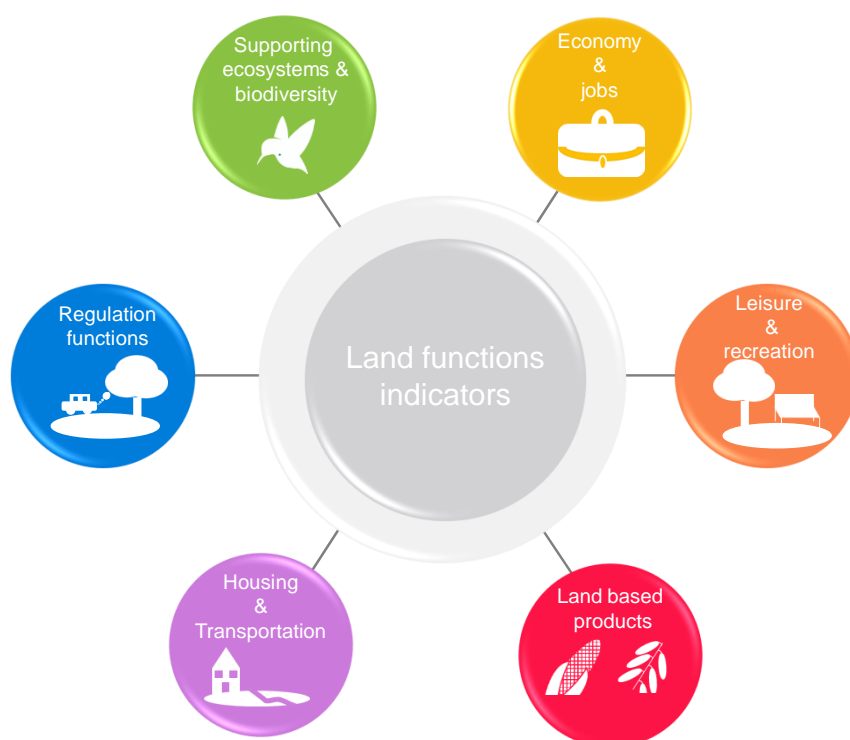 Supporting
ecosystems &
biodiversity
Economy
&
jobs
Regulation
functions
Land functions
indicators
Leisure
&
recreation
Housing
&
Transportation
Land based
products